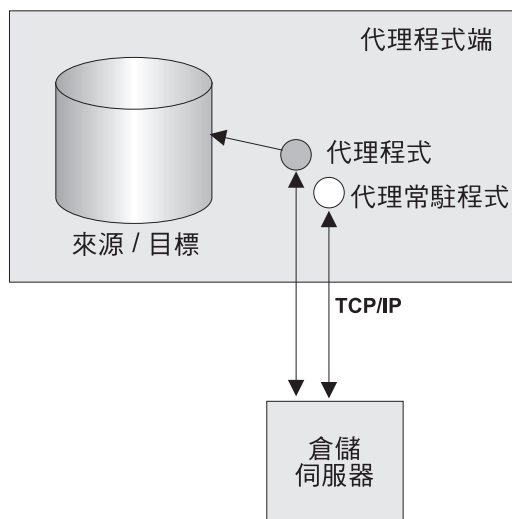 代理程式端
代理程式
代理常駐程式
來源 / 目標
TCP/IP
倉儲
伺服器